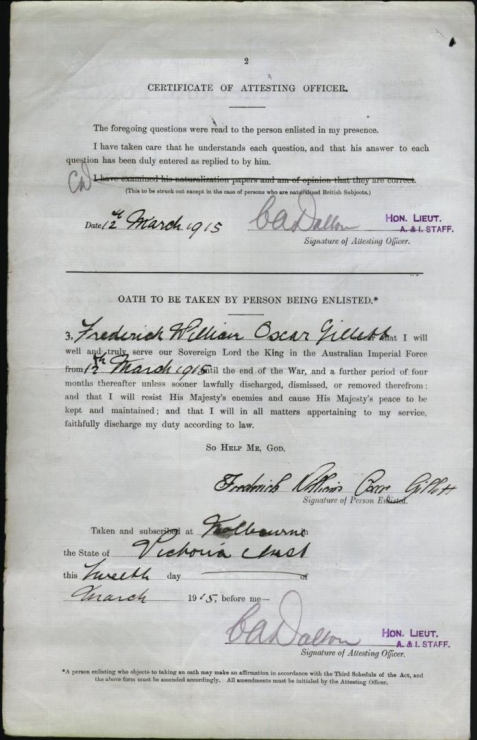 2
CERTIFICATE OF ATTESTING OFFICER.
The foregoing questions were read to the person enlisted in my presence.
I have taken care that he understands each question, and that his answer to each
question has been duly entered as replied to by him.
I have examined his naturalization papers and am of opinion that they are correct.
(This to be struck out except in the case of persons who are naturalized British Subjects.)
Date 12th March 1915 C A Dalton HON. LIEUT.
A. & I. STAFF.
Signature of Attesting Officer.
OATH TO BE TAKEN BY PERSON BEING ENLISTED.*
3. Frederick William Oscar Gillett that I will
well and truly serve our Sovereign Lord the King in the Australian Imperial Force
from 12th March 1915 until the end of the War, and a further period of four
months thereafter unless sooner lawfully discharged, dismissed, or removed therefrom;
and that I will resist His Majesty's enemies and cause His Majesty's peace to be
kept and maintained; and that I will in all matters appertaining to my service,
faithfully discharge my duty according to law.
SO HELP ME, GOD.
Frederick William Oscar Gillett
Signature of Person Enlisted.
Taken and subscribed at Melbourne in
the State of Victoria Aust
this Twelth day of
March 1915, before me—
C A Dalton HON. LIEUT.
A. & I. STAFF.
Signature of Attesting Officer.
*A person enlisting who objects to taking an oath may make an affirmation in accordance with the Third Schedule of the Act, and
the above form must be amended accordingly. All amendments must be initialed by the Attesting Officer.